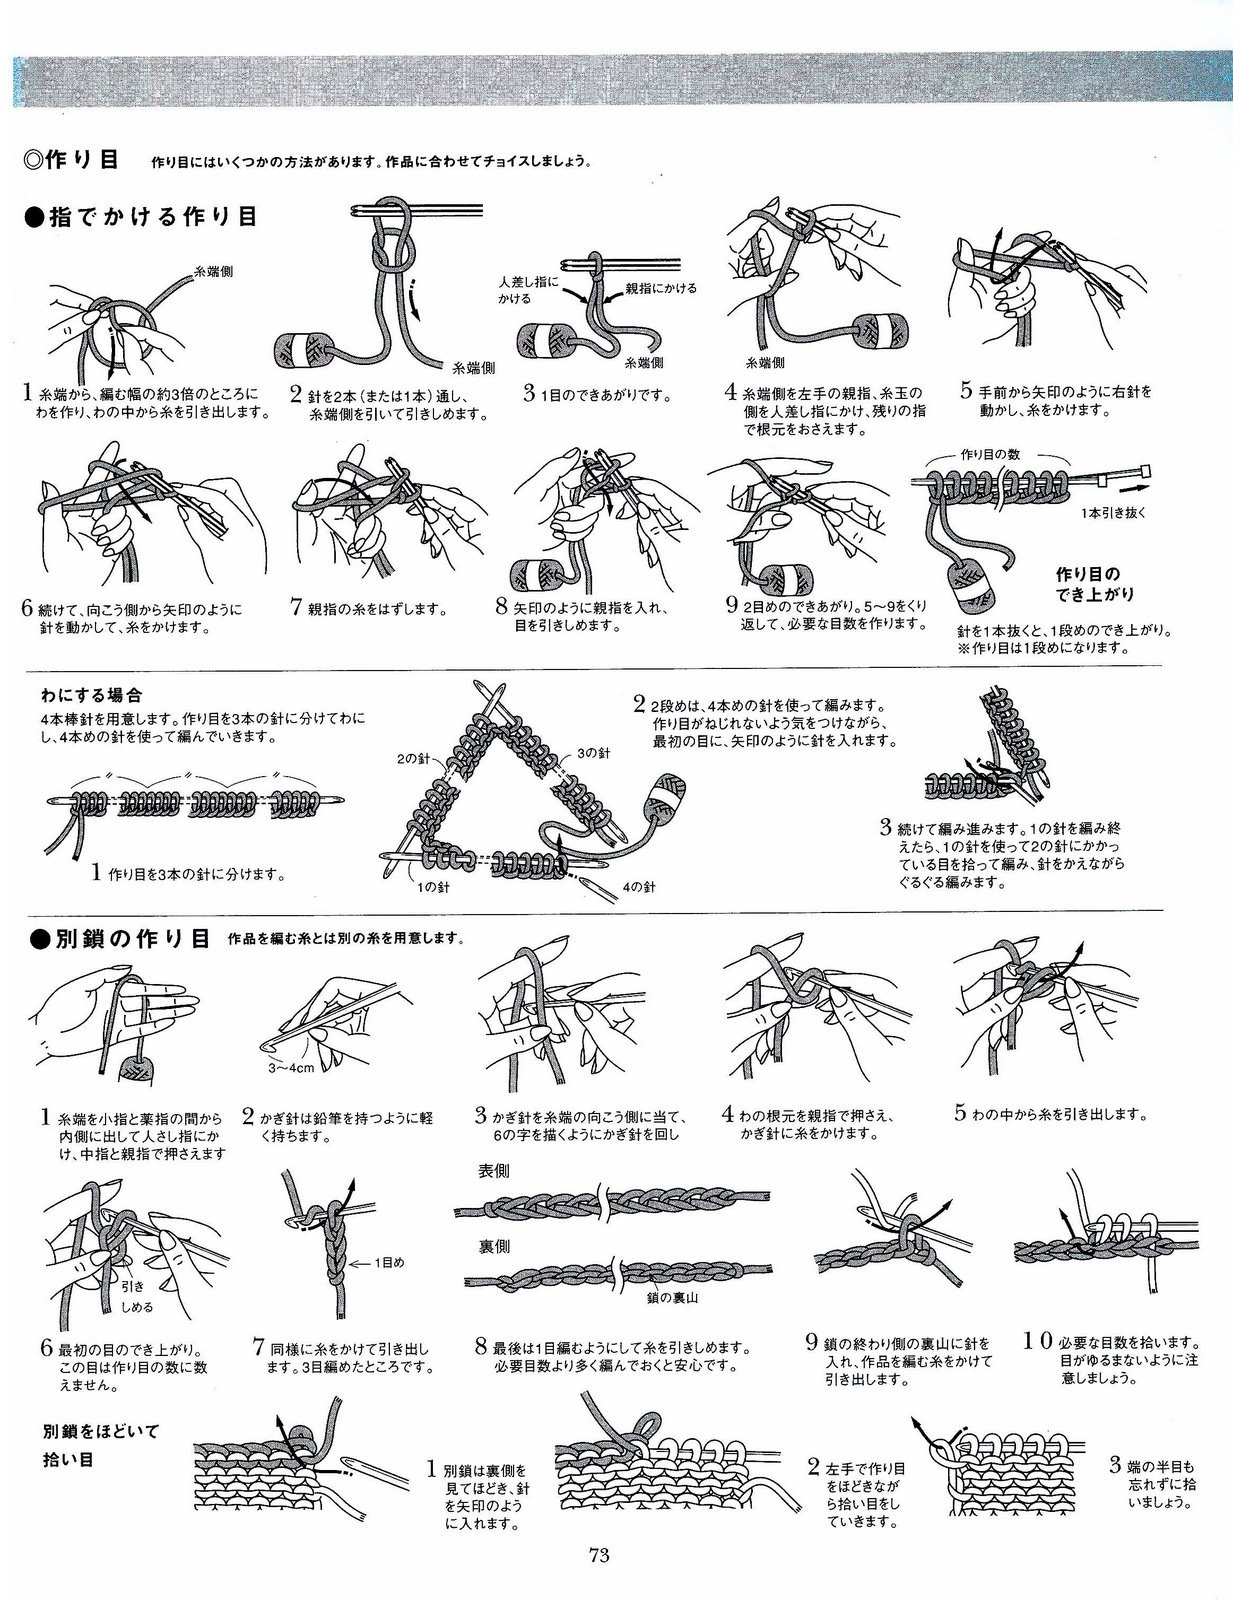 ◎作り目　作り目にはいくつかの方法があります。作品に合わせてチョイスしましょう。
●指でかける作り目
糸端側
1 糸端から、編む幅の約3倍のところに
わを作り、わの中から糸を引き出します。
糸端側
2 針を2本(または1本)通し、
糸端側を引いて引きしめます。
人差し指に
かける
親指にかける
糸端側
3 1目のできあがりです。
糸端側
4 糸端側を左手の親指、糸玉の
側を人差し指にかけ、残りの指
で根元をおさえます。
5 手前から矢印のように右針を
動かし、糸をかけます。
6 続けて、向こう側から矢印のように
針を動かして、糸をかけます。
7 親指の糸をはずします。
8 矢印のように親指を入れ、
目を引きしめます。
9 2目めのできあがり。5〜9をくり
返して、必要な目数を作ります。
作り目の数
1本引き抜く
作り目の
でき上がり
針を1本抜くと、1段めのでき上がり。
※作り目は1段めになります。
わにする場合
4本棒針を用意します。作り目を3本の針に分けてわに
し、4本めの針を使って編んでいきます。
1 作り目を3本の針に分けます。
2の針
3の針
1の針
4の針
2 2段めは、4本めの針を使って編みます。
作り目がねじれないよう気をつけながら、
最初の目に、矢印のように針を入れます。
3 続けて編み進みます。1の針を編み終
えたら、1の針を使って2の針にかかっ
ている目を拾って編み、針をかえながら
ぐるぐる編みます。
●別鎖の作り目　作品を編む糸とは別の糸を用意します。
1 糸端を小指と薬指の間から
内側に出して人さし指にか
け、中指と親指で押さえます
3〜4cm
2 かぎ針は鉛筆を持つように軽
く持ちます。
3 かぎ針を糸端の向こう側に当て、
6の字を描くようにかぎ針を回し
4 わの根元を親指で押さえ、
かぎ針に糸をかけます。
5 わの中から糸を引き出します。
引き
しめる
6 最初の目のでき上がり。
この目は作り目の数に数
えません。
1目め
7 同様に糸をかけて引き出し
ます。3目編めたところです。
表側
裏側
鎖の裏山
8 最後は1目編むようにして糸を引きしめます。
必要目数より多く編んでおくと安心です。
9 鎖の終わり側の裏山に針を
入れ、作品を編む糸をかけて
引き出します。
10 必要な目数を拾います。
目がゆるまないように注
意しましょう。
別鎖をほどいて
拾い目
1 別鎖は裏側を
見てほどき、針
を矢印のよう
に入れます。
2 左手で作り目
をほどきなが
ら拾い目をし
ていきます。
3 端の半目も
忘れずに拾
いましょう。
73